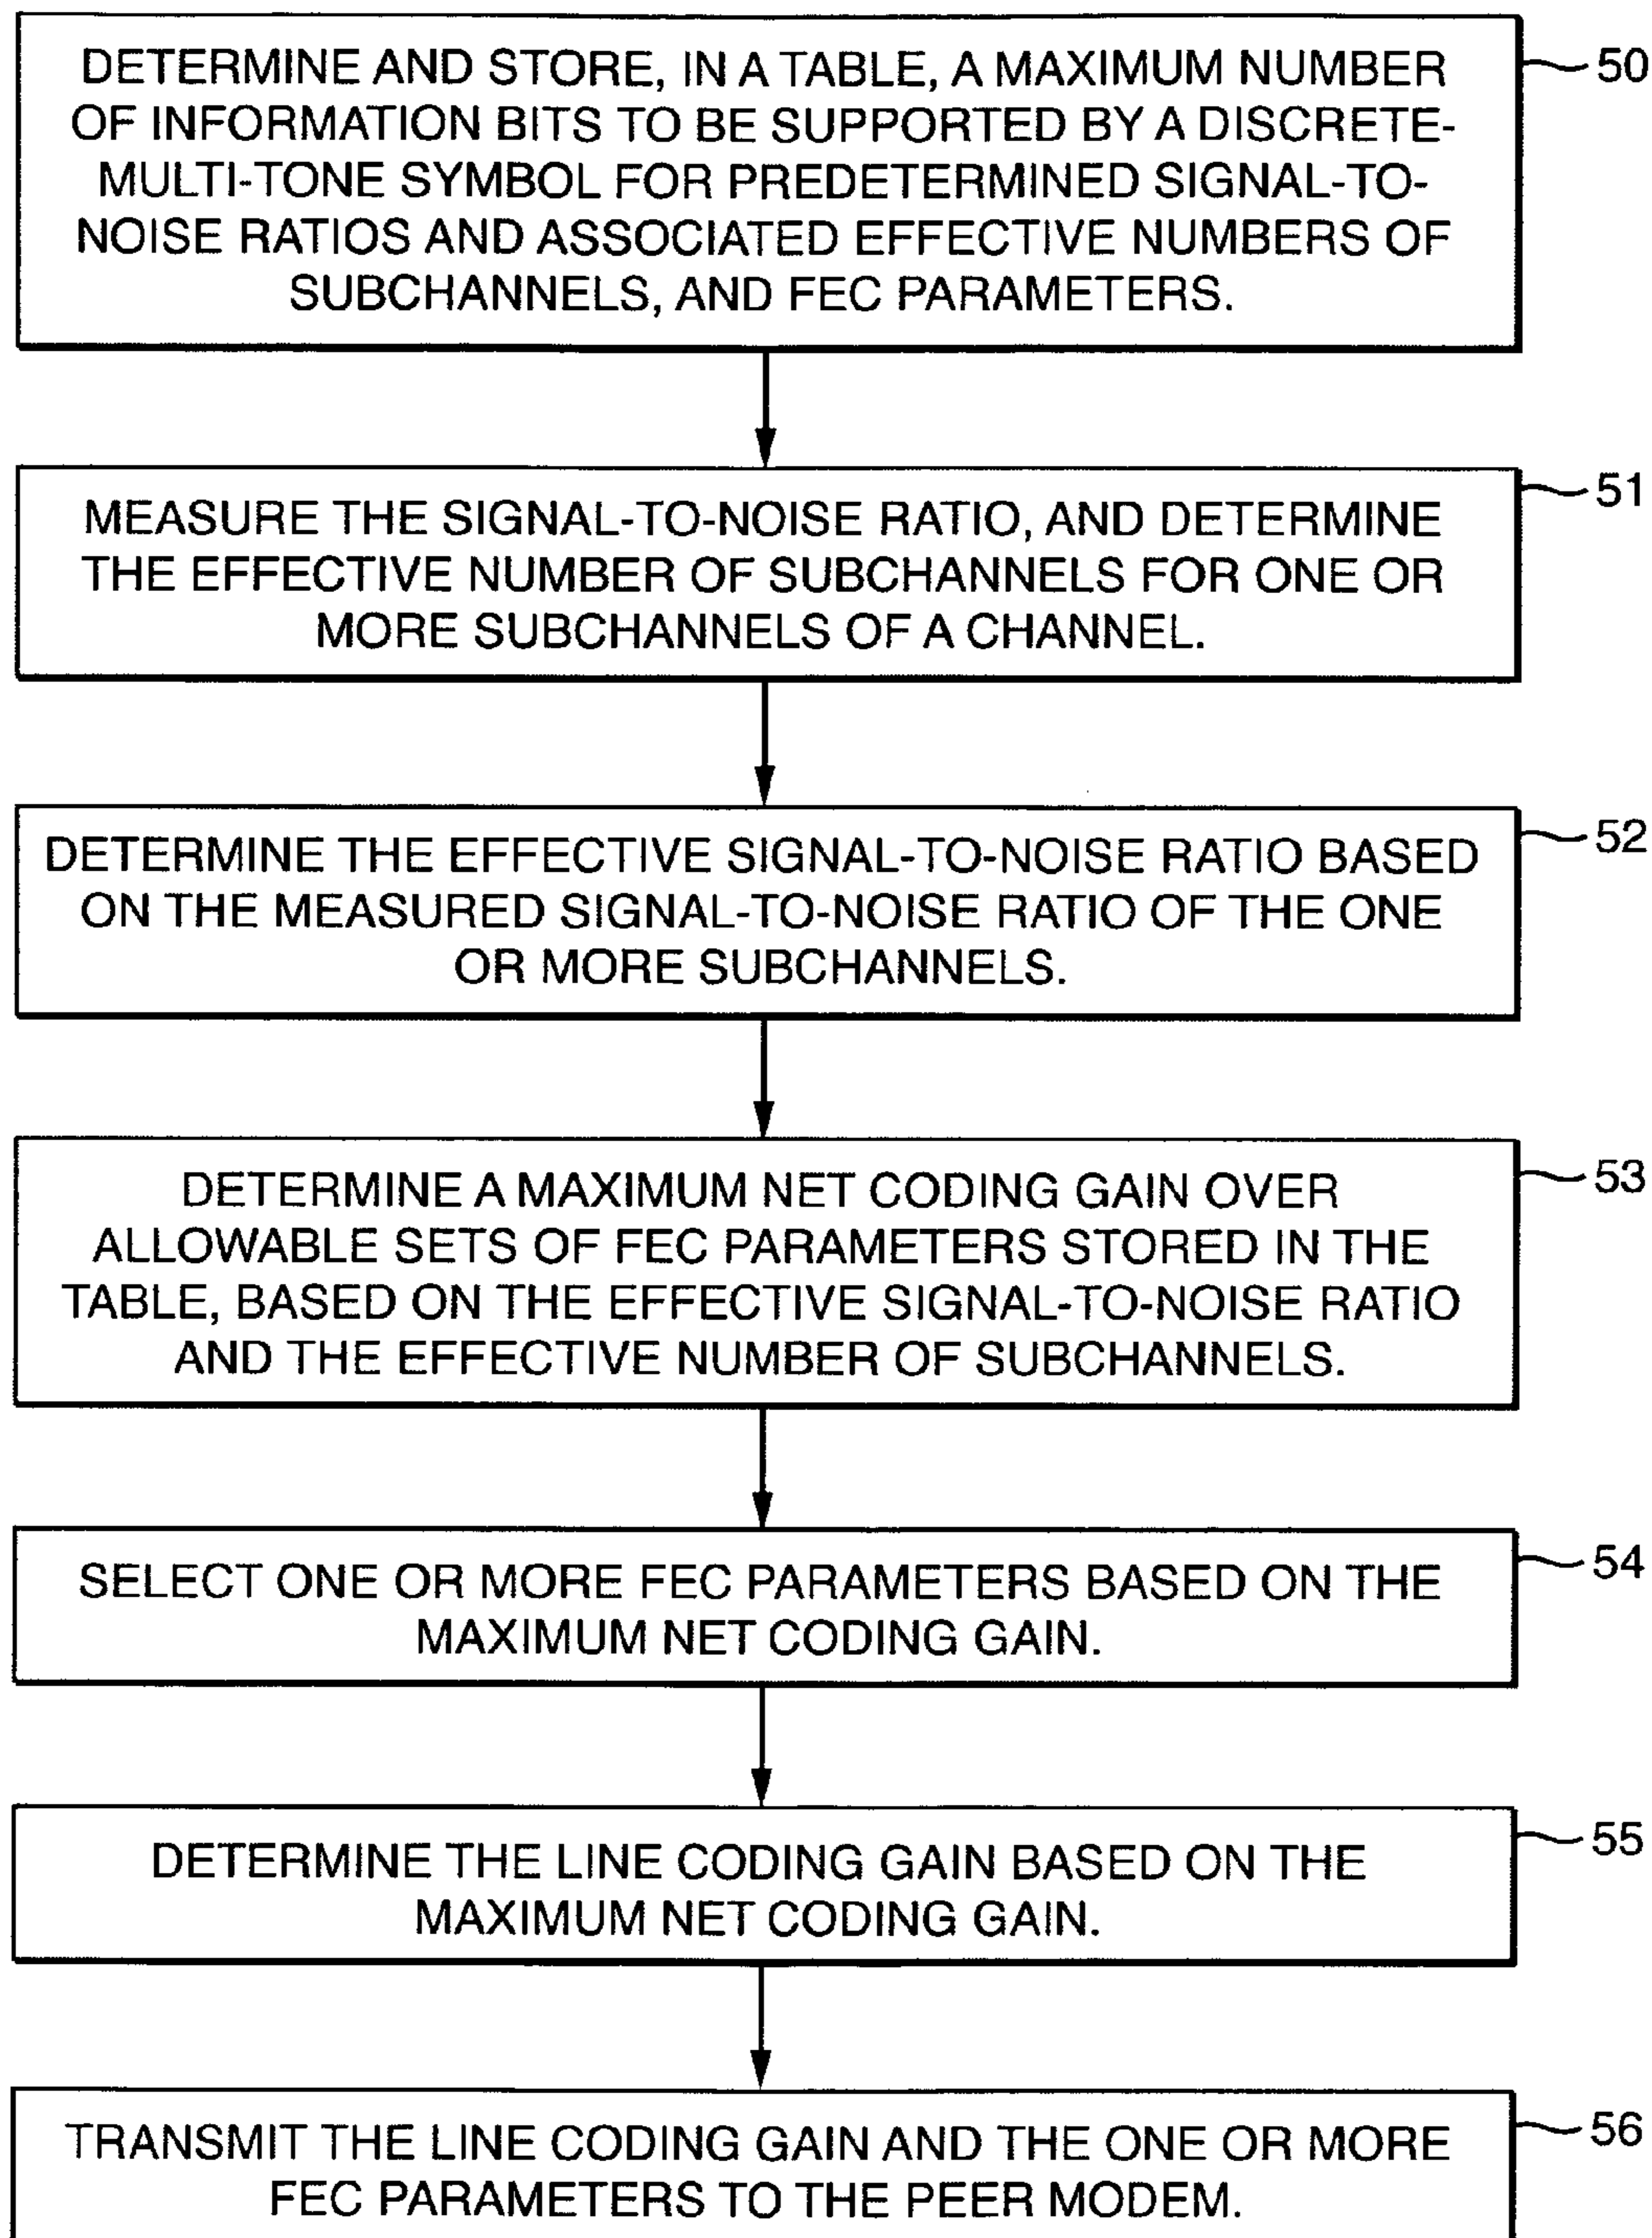 DETERMINE AND STORE, IN A TABLE, A MAXIMUM NUMBER
OF INFORMATION BITS TO BE SUPPORTED BY A DISCRETE-
MULTI-TONE SYMBOL FOR PREDETERMINED SIGNAL-TO-
NOISE RATIOS AND ASSOCIATED EFFECTIVE NUMBERS OF
SUBCHANNELS, AND FEC PARAMETERS.
50
MEASURE THE SIGNAL-TO-NOISE RATIO, AND DETERMINE
THE EFFECTIVE NUMBER OF SUBCHANNELS FOR ONE OR
MORE SUBCHANNELS OF A CHANNEL.
51
DETERMINE THE EFFECTIVE SIGNAL-TO-NOISE RATIO BASED
ON THE MEASURED SIGNAL-TO-NOISE RATIO OF THE ONE
OR MORE SUBCHANNELS.
52
DETERMINE A MAXIMUM NET CODING GAIN OVER
ALLOWABLE SETS OF FEC PARAMETERS STORED IN THE
TABLE, BASED ON THE EFFECTIVE SIGNAL-TO-NOISE RATIO
AND THE EFFECTIVE NUMBER OF SUBCHANNELS.
53
SELECT ONE OR MORE FEC PARAMETERS BASED ON THE
MAXIMUM NET CODING GAIN.
54
DETERMINE THE LINE CODING GAIN BASED ON THE
MAXIMUM NET CODING GAIN.
55
TRANSMIT THE LINE CODING GAIN AND THE ONE OR MORE
FEC PARAMETERS TO THE PEER MODEM.
56